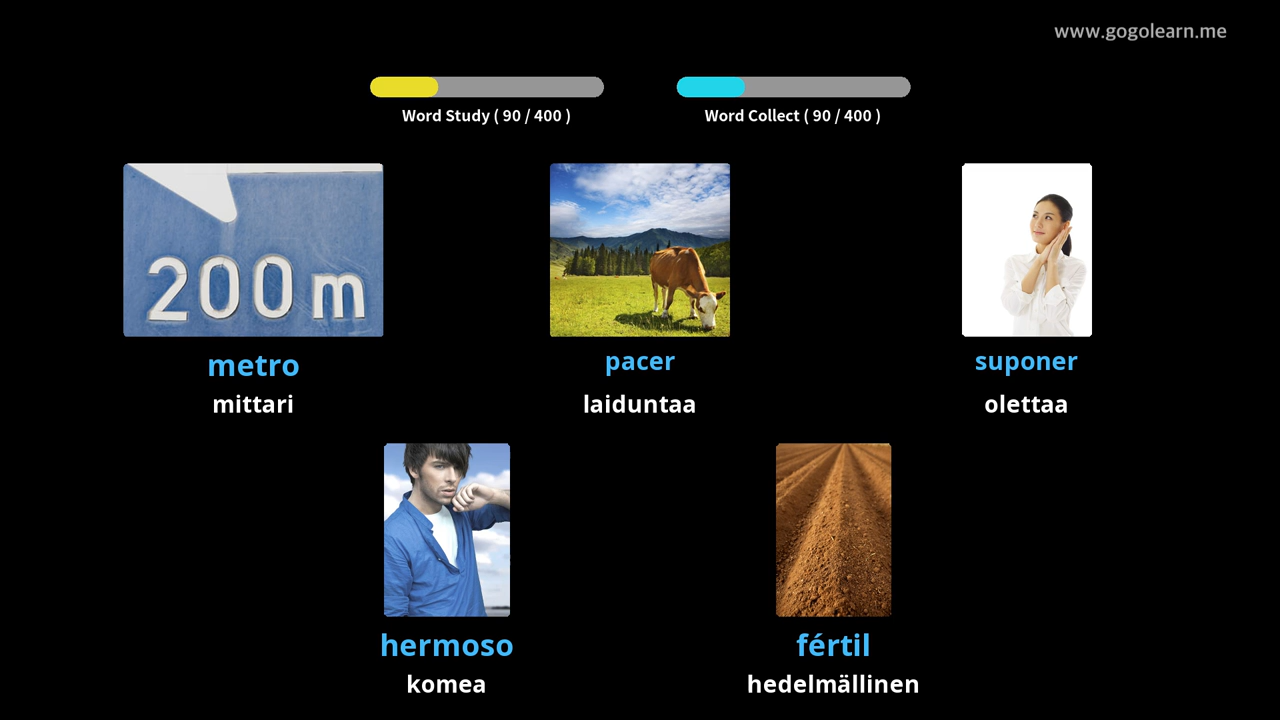 www.gogolearn.me
Word Study ( 90 / 400 )
Word Collect ( 90 / 400 )
200 m
metro
mittari
pacer
laiduntaa
suponer
olettaa
hermoso
komea
fértil
hedelmällinen